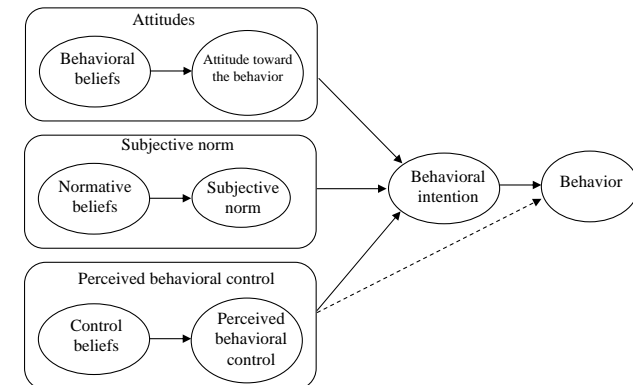 Attitudes
Behavioral
beliefs
Attitude toward
the behavior
Subjective norm
Normative
beliefs
Subjective
norm
Behavioral
intention
Behavior
Perceived behavioral control
Control
beliefs
Perceived
behavioral
control